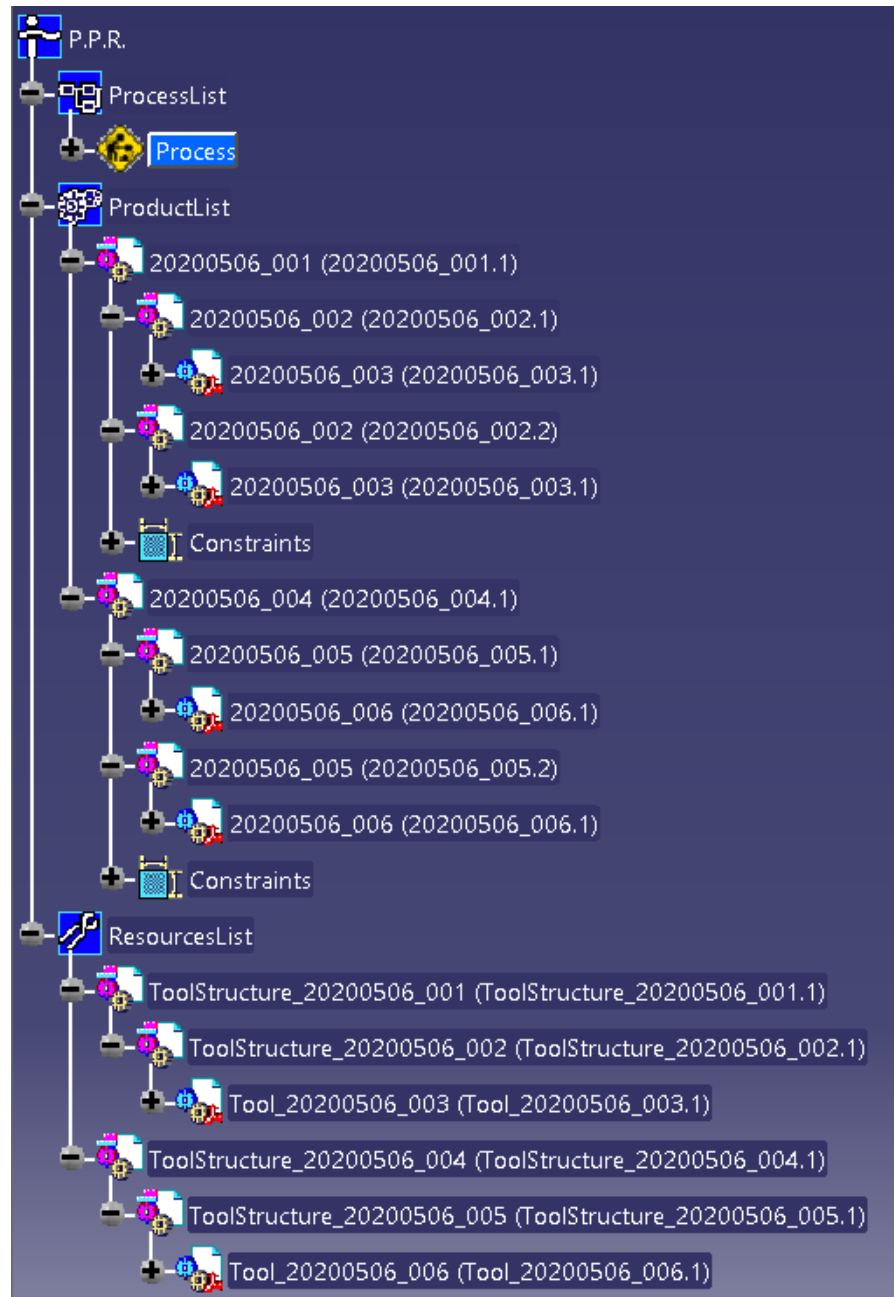 P.P.R.
ProcessList
Process
ProductList
20200506_001 (20200506_001.1)
20200506_002 (20200506_002.1)
20200506_003 (20200506_003.1)
20200506_002 (20200506_002.2)
20200506_003 (20200506_003.1)
Constraints
20200506_004 (20200506_004.1)
20200506_005 (20200506_005.1)
20200506_006 (20200506_006.1)
20200506_005 (20200506_005.2)
20200506_006 (20200506_006.1)
Constraints
ResourcesList
ToolStructure_20200506_001 (ToolStructure_20200506_001.1)
ToolStructure_20200506_002 (ToolStructure_20200506_002.1)
Tool_20200506_003 (Tool_20200506_003.1)
ToolStructure_20200506_004 (ToolStructure_20200506_004.1)
ToolStructure_20200506_005 (ToolStructure_20200506_005.1)
Tool_20200506_006 (Tool_20200506_006.1)